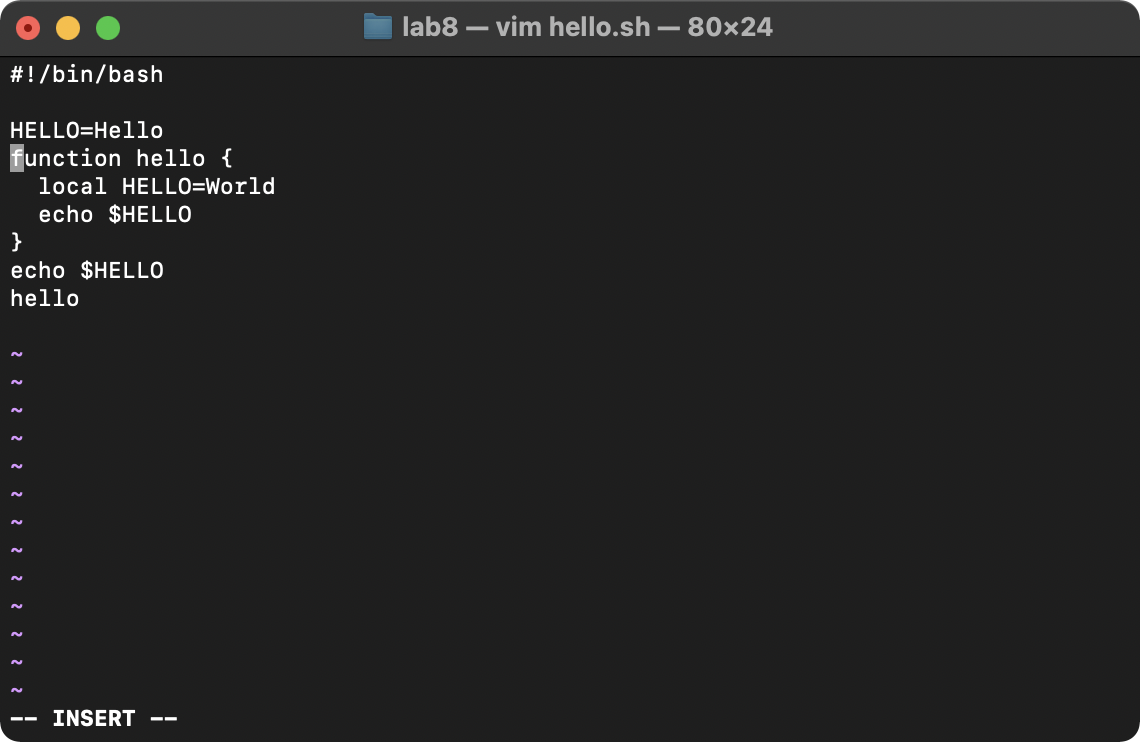 lab8 — vim hello.sh — 80×24
#!/bin/bash
HELLO=Hello
function hello {
  local HELLO=World
  echo $HELLO
}
echo $HELLO
hello
~
~
~
~
~
~
~
~
~
~
~
~
~
-- INSERT --